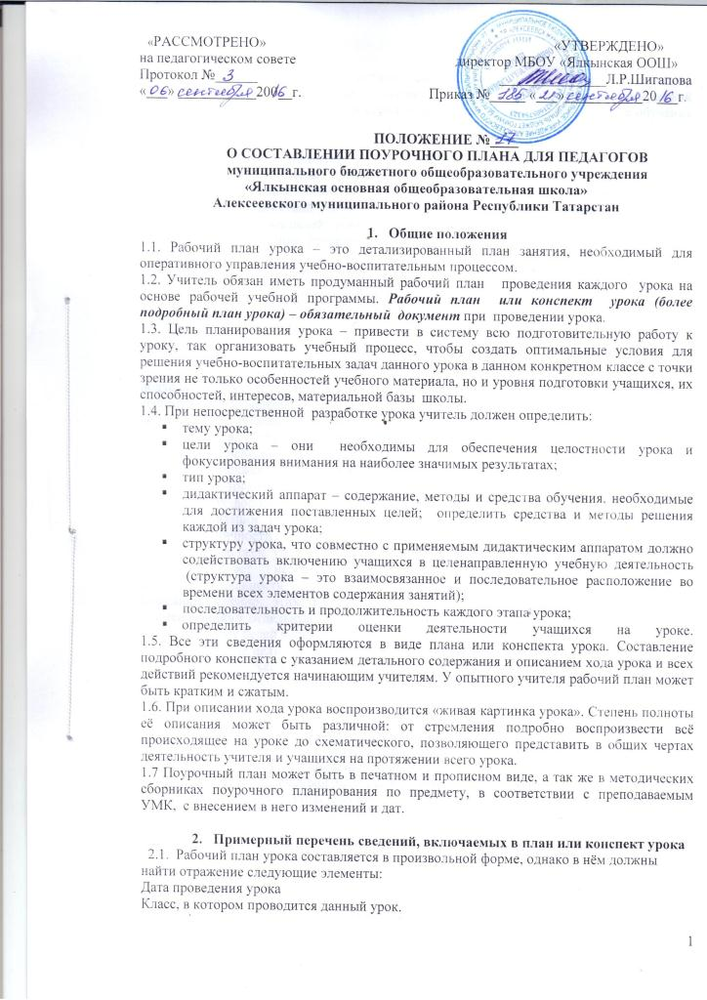 «РАССМОТРЕНО»
на педагогическом совете
Протокол № 3
«06» сентября 2006 г.
«УТВЕРЖДЕНО»
директор МБОУ «Ялкынская ООШ»
Л.Р.Шигапова
Приказ № 185 «21» сентября 2016 г.
ПОЛОЖЕНИЕ № 27
О СОСТАВЛЕНИИ ПОУРОЧНОГО ПЛАНА ДЛЯ ПЕДАГОГОВ
муниципального бюджетного общеобразовательного учреждения
«Ялкынская основная общеобразовательная школа»
Алексеевского муниципального района Республики Татарстан
1. Общие положения
1.1. Рабочий план урока – это детализированный план занятия, необходимый для
оперативного управления учебно-воспитательным процессом.
1.2. Учитель обязан иметь продуманный рабочий план проведения каждого урока на
основе рабочей учебной программы. Рабочий план или конспект урока (более
подробный план урока) – обязательный документ при проведении урока.
1.3. Цель планирования урока – привести в систему всю подготовительную работу к
уроку, так организовать учебный процесс, чтобы создать оптимальные условия для
решения учебно-воспитательных задач данного урока в данном конкретном классе с точки
зрения не только особенностей учебного материала, но и уровня подготовки учащихся, их
способностей, интересов, материальной базы школы.
1.4. При непосредственной разработке урока учитель должен определить:
▪ тему урока;
▪ цели урока – они необходимы для обеспечения целостности урока и
фокусирования внимания на наиболее значимых результатах;
▪ тип урока;
▪ дидактический аппарат – содержание, методы и средства обучения. необходимые
для достижения поставленных целей; определить средства и методы решения
каждой из задач урока;
▪ структуру урока, что совместно с применяемым дидактическим аппаратом должно
содействовать включению учащихся в целенаправленную учебную деятельность
(структура урока – это взаимосвязанное и последовательное расположение во
времени всех элементов содержания занятий);
▪ последовательность и продолжительность каждого этапа урока;
▪ определить критерии оценки деятельности учащихся на уроке.
1.5. Все эти сведения оформляются в виде плана или конспекта урока. Составление
подробного конспекта с указанием детального содержания и описанием хода урока и всех
действий рекомендуется начинающим учителям. У опытного учителя рабочий план может
быть кратким и сжатым.
1.6. При описании хода урока воспроизводится «живая картинка урока». Степень полноты
её описания может быть различной: от стремления подробно воспроизвести всё
происходящее на уроке до схематического, позволяющего представить в общих чертах
деятельность учителя и учащихся на протяжении всего урока.
1.7 Поурочный план может быть в печатном и прописном виде, а так же в методических
сборниках поурочного планирования по предмету, в соответствии с преподаваемым
УМК, с внесением в него изменений и дат.
2. Примерный перечень сведений, включаемых в план или конспект урока
2.1. Рабочий план урока составляется в произвольной форме, однако в нём должны
найти отражение следующие элементы:
Дата проведения урока
Класс, в котором проводится данный урок.
1